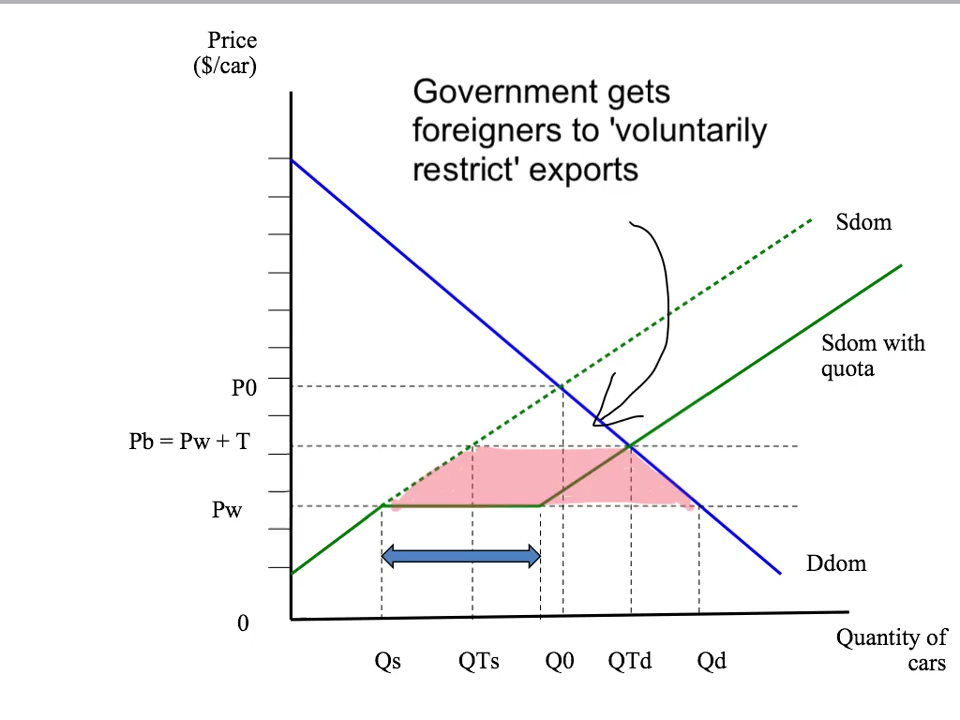 Price
($/car)
Government gets
foreigners to 'voluntarily
restrict' exports
Sdom
Sdom with
quota
P0
Pb = Pw + T
Pw
Ddom
0
Quantity of
cars
Qs
QTs
Q0
QTd
Qd